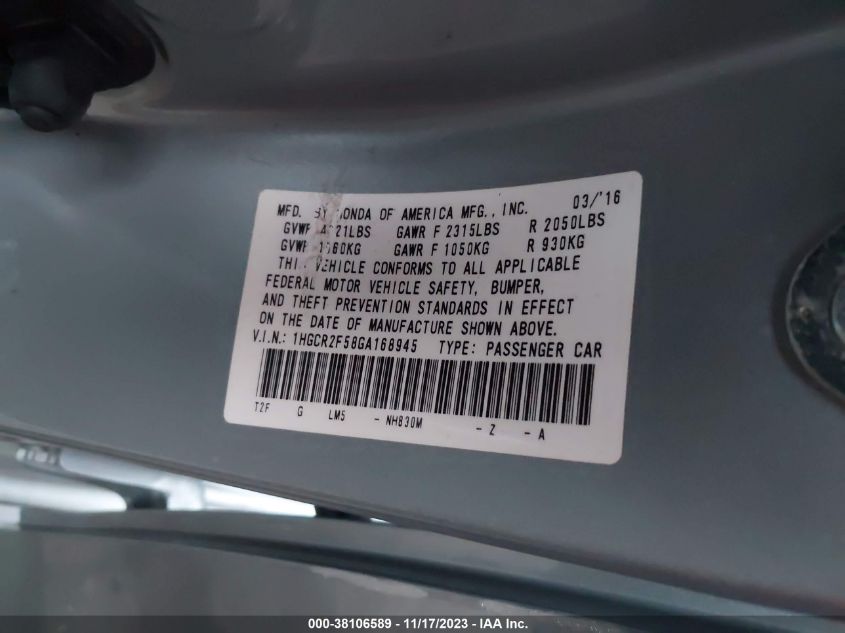 MFD. BY HONDA OF AMERICA MFG., INC. 03/'16
GAWR F 2315LBS R 2050LBS
GAWR F 1050KG R 930KG
VEHICLE CONFORMS TO ALL APPLICABLE
FEDERAL MOTOR VEHICLE SAFETY, BUMPER,
AND THEFT PREVENTION STANDARDS IN EFFECT
ON THE DATE OF MANUFACTURE SHOWN ABOVE.
V.I.N.: 1HGCR2F58GA168945 TYPE: PASSENGER CAR
T2F G LM5 - NH830M - Z - A
000-38106589 - 11/17/2023 - IAA Inc.